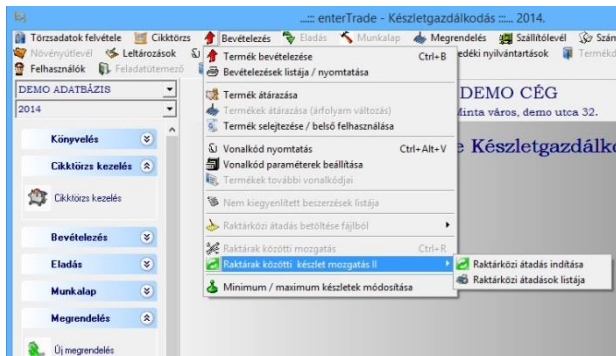 ...::: enterTrade - Készletgazdálkodás :::... 2014.
Törzsadatok felvétele Cikktörzs Bevételezés Eladás Munkalap Megrendelés Szállítólevél
Növényútlevél Leltározások
Felhasználók Feladatütemező
DEMO ADATBÁZIS
2014
Könyvelés
Cikktörzs kezelés
Cikktörzs kezelés
Bevételezés
Eladás
Munkalap
Megrendelés
Új megrendelés
Termék bevételezése Ctrl+B
Bevételezések listája / nyomtatása
Termék átárazása
Termékek átárazása (árfolyam változás)
Termék selejtezése / belső felhasználása
Vonalkód nyomtatás Ctrl+Alt+V
Vonalkód paraméterek beállítása
Termékek további vonalkódjai
Nem kiegyenlített beszerzések listája
Raktárközi átadás betöltése fájlból
Raktárak közötti mozgatás Ctrl+R
Raktárak közötti készlet mozgatás II
Minimum / maximum készletek módosítása
Raktárközi átadás indítása
Raktárközi átadások listája
nyilvántartások
DEMO CÉG
Minta város, demo utca 32.